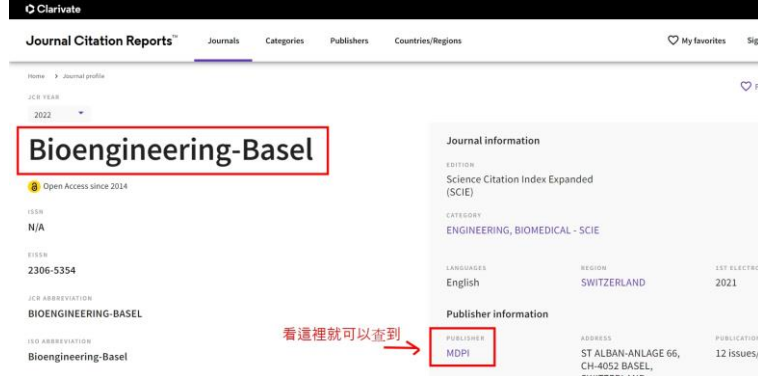 Clarivate
Journal Citation Reports™ Journals Categories Publishers Countries/Regions My favorites
Home > Journal profile
JCR YEAR
2022
Bioengineering-Basel
Open Access since 2014
ISSN
N/A
EISSN
2306-5354
JCR ABBREVIATION
BIOENGINEERING-BASEL
ISO ABBREVIATION
Bioengineering-Basel
Journal information
EDITION
Science Citation Index Expanded
(SCIE)
CATEGORY
ENGINEERING, BIOMEDICAL - SCIE
LANGUAGES REGION 1ST
English SWITZERLAND 2021
Publisher information
看這裡就可以查到
PUBLISHER ADDRESS
MDPI ST ALBAN-ANLAGE 66, 12 issues/
CH-4052 BASEL,